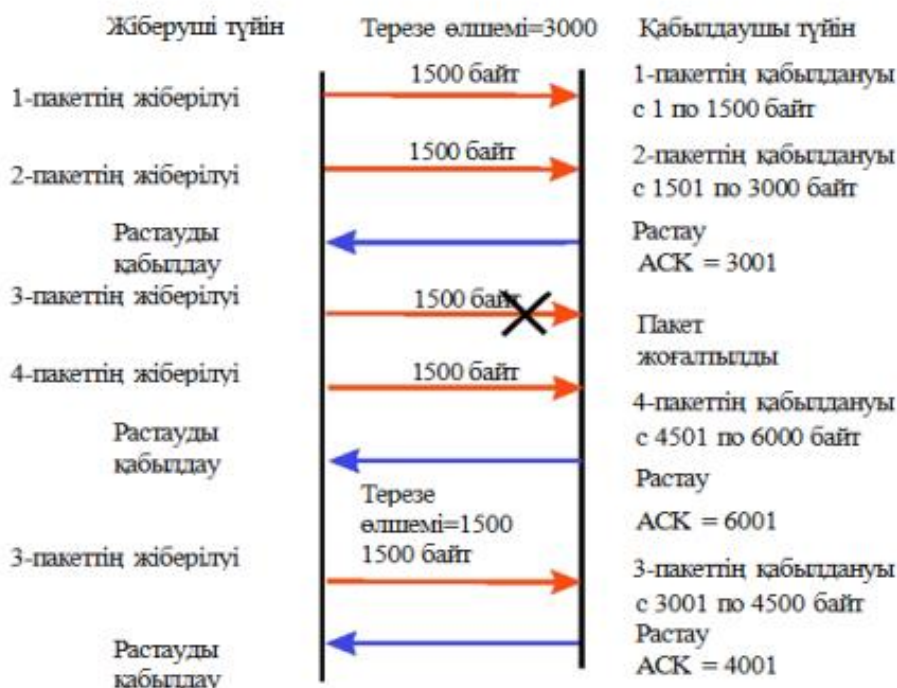 Жіберуші түйін
Терезе өлшемі=3000
Қабылдаушы түйін
1500 байт
1-пакеттің жіберілуі
1-пакеттің қабылдануы
с 1 по 1500 байт
1500 байт
2-пакеттің жіберілуі
2-пакеттің қабылдануы
с 1501 по 3000 байт
Растауды
қабылдау
Растау
ACK = 3001
3-пакеттің жіберілуі
1500 байт
Пакет
жоғалтылды
4-пакеттің жіберілуі
1500 байт
4-пакеттің қабылдануы
с 4501 по 6000 байт
Растауды
қабылдау
Растау
ACK = 6001
Терезе
өлшемі=1500
1500 байт
3-пакеттің жіберілуі
3-пакеттің қабылдануы
с 3001 по 4500 байт
Растауды
қабылдау
Растау
ACK = 4001